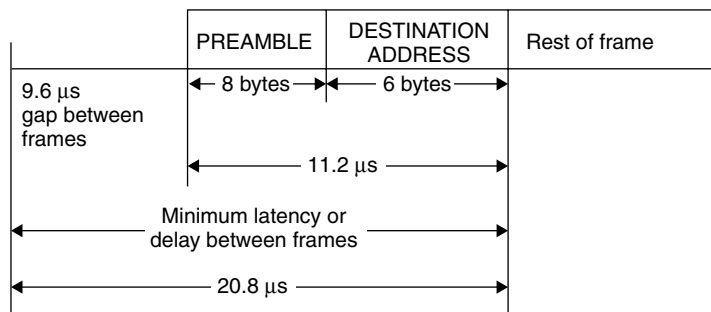 PREAMBLE
DESTINATION
ADDRESS
Rest of frame
9.6 μs
gap between
frames
8 bytes
6 bytes
11.2 μs
Minimum latency or
delay between frames
20.8 μs